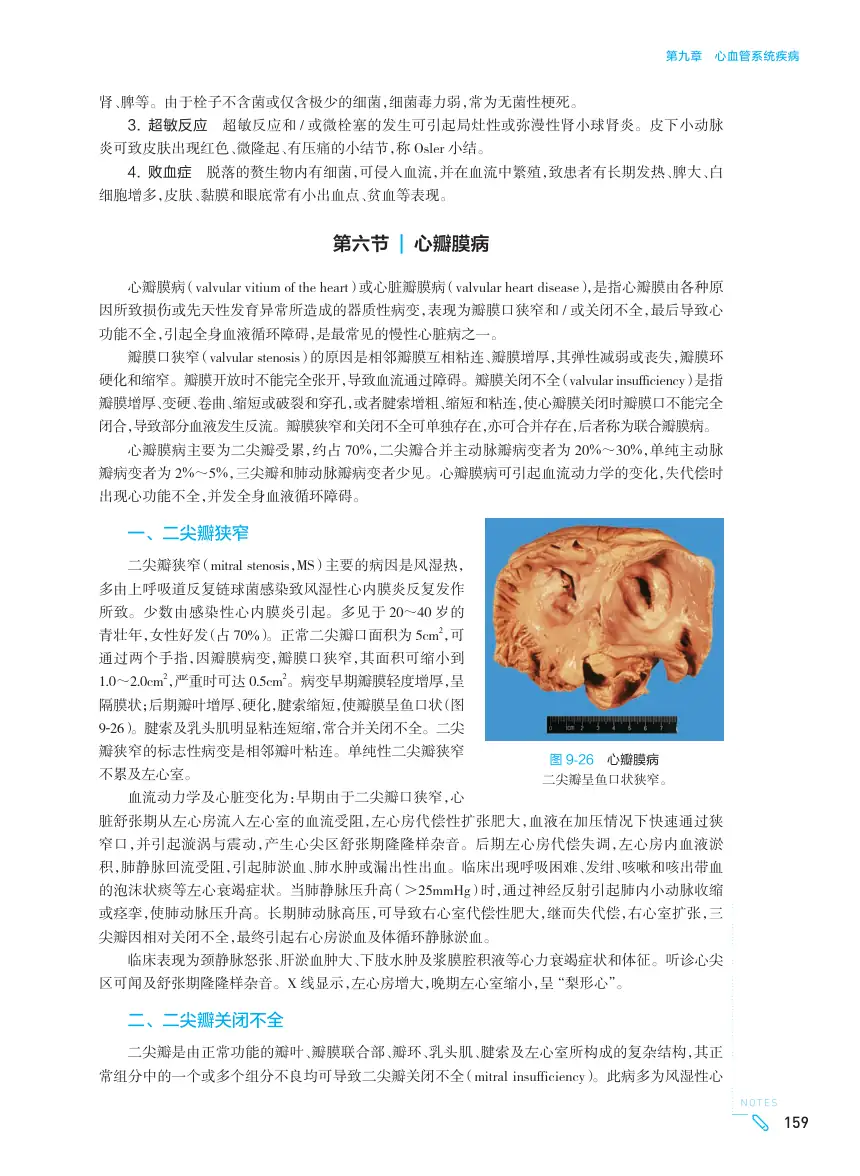 第九章 心血管系统疾病
肾、脾等。由于栓子不含菌或仅含极少的细菌,细菌毒力弱,常为无菌性梗死。
3. 超敏反应 超敏反应和 / 或微栓塞的发生可引起局灶性或弥漫性肾小球肾炎。皮下小动脉
炎可致皮肤出现红色、微隆起、有压痛的小结节,称 Osler 小结。
4. 败血症 脱落的赘生物内有细菌,可侵入血流,并在血流中繁殖,致患者有长期发热、脾大、白
细胞增多,皮肤、黏膜和眼底常有小出血点、贫血等表现。
第六节 | 心瓣膜病
心瓣膜病(valvular vitium of the heart)或心脏瓣膜病(valvular heart disease),是指心瓣膜由各种原
因所致损伤或先天性发育异常所造成的器质性病变,表现为瓣膜口狭窄和 / 或关闭不全,最后导致心
功能不全,引起全身血液循环障碍,是最常见的慢性心脏病之一。
瓣膜口狭窄(valvular stenosis)的原因是相邻瓣膜互相粘连、瓣膜增厚,其弹性减弱或丧失,瓣膜环
硬化和缩窄。瓣膜开放时不能完全张开,导致血流通过障碍。瓣膜关闭不全(valvular insufficiency)是指
瓣膜增厚、变硬、卷曲、缩短或破裂和穿孔,或者腱索增粗、缩短和粘连,使心瓣膜关闭时瓣膜口不能完全
闭合,导致部分血液发生反流。瓣膜狭窄和关闭不全可单独存在,亦可合并存在,后者称为联合瓣膜病。
心瓣膜病主要为二尖瓣受累,约占 70%,二尖瓣合并主动脉瓣病变者为 20%～30%,单纯主动脉
瓣病变者为 2%～5%,三尖瓣和肺动脉瓣病变者少见。心瓣膜病可引起血流动力学的变化,失代偿时
出现心功能不全,并发全身血液循环障碍。
一、二尖瓣狭窄
二尖瓣狭窄(mitral stenosis,MS)主要的病因是风湿热,
多由上呼吸道反复链球菌感染致风湿性心内膜炎反复发作
所致。少数由感染性心内膜炎引起。多见于 20～40 岁的
青壮年,女性好发(占 70%)。正常二尖瓣口面积为 5cm²,可
通过两个手指,因瓣膜病变,瓣膜口狭窄,其面积可缩小到
1.0～2.0cm²,严重时可达 0.5cm²。病变早期瓣膜轻度增厚,呈
隔膜状;后期瓣叶增厚、硬化,腱索缩短,使瓣膜呈鱼口状(图
9-26)。腱索及乳头肌明显粘连短缩,常合并关闭不全。二尖
瓣狭窄的标志性病变是相邻瓣叶粘连。单纯性二尖瓣狭窄
不累及左心室。
0 cm 2 3 4 5 6 7
图 9-26 心瓣膜病
二尖瓣呈鱼口状狭窄。
血流动力学及心脏变化为:早期由于二尖瓣口狭窄,心
脏舒张期从左心房流入左心室的血流受阻,左心房代偿性扩张肥大,血液在加压情况下快速通过狭
窄口,并引起漩涡与震动,产生心尖区舒张期隆隆样杂音。后期左心房代偿失调,左心房内血液淤
积,肺静脉回流受阻,引起肺淤血、肺水肿或漏出性出血。临床出现呼吸困难、发绀、咳嗽和咳出带血
的泡沫状痰等左心衰竭症状。当肺静脉压升高(＞25mmHg)时,通过神经反射引起肺内小动脉收缩
或痉挛,使肺动脉压升高。长期肺动脉高压,可导致右心室代偿性肥大,继而失代偿,右心室扩张,三
尖瓣因相对关闭不全,最终引起右心房淤血及体循环静脉淤血。
临床表现为颈静脉怒张、肝淤血肿大、下肢水肿及浆膜腔积液等心力衰竭症状和体征。听诊心尖
区可闻及舒张期隆隆样杂音。X 线显示,左心房增大,晚期左心室缩小,呈 “梨形心”。
二、二尖瓣关闭不全
二尖瓣是由正常功能的瓣叶、瓣膜联合部、瓣环、乳头肌、腱索及左心室所构成的复杂结构,其正
常组分中的一个或多个组分不良均可导致二尖瓣关闭不全(mitral insufficiency)。此病多为风湿性心
NOTES
159